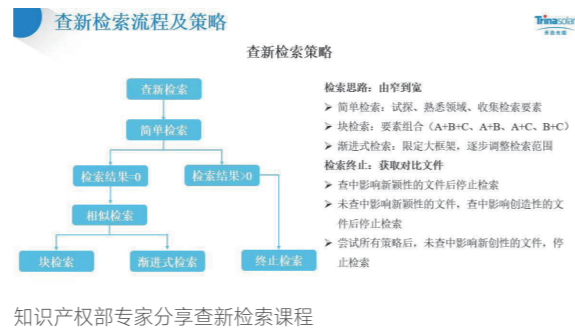 查新检索流程及策略
Trinasolar
天合光能
查新检索策略
查新检索
简单检索
检索结果=0
检索结果>0
相似检索
块检索
渐进式检索
终止检索
检索思路：由窄到宽
➢ 简单检索：试探、熟悉领域、收集检索要素
➢ 块检索：要素组合（A+B+C、A+B、A+C、B+C）
➢ 渐进式检索：限定大框架，逐步调整检索范围
检索终止：获取对比文件
➢ 查中影响新颖性的文件后停止检索
➢ 未查中影响新颖性的文件，查中影响创造性的文
件后停止检索
➢ 尝试所有策略后，未查中影响新创性的文件，停
止检索
知识产权部专家分享查新检索课程